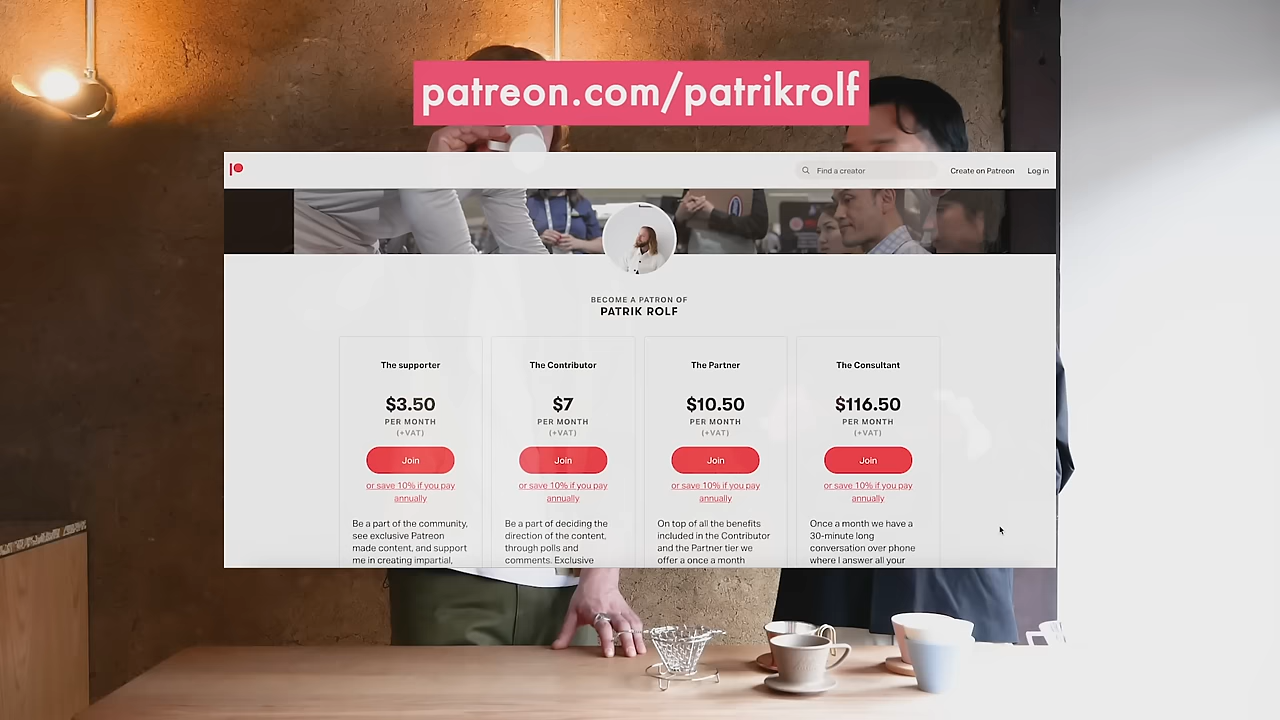 patreon.com/patrikrolf
Find a creator
Create on Patreon
Log in
BECOME A PATRON OF
PATRIK ROLF
The supporter
$3.50
PER MONTH
(+VAT)
Join
or save 10% if you pay
annually
Be a part of the community,
see exclusive Patreon
made content, and support
me in creating impartial,
The Contributor
$7
PER MONTH
(+VAT)
Join
or save 10% if you pay
annually
Be a part of deciding the
direction of the content,
through polls and
comments. Exclusive
The Partner
$10.50
PER MONTH
(+VAT)
Join
or save 10% if you pay
annually
On top of all the benefits
included in the Contributor
and the Partner tier we
offer a once a month
The Consultant
$116.50
PER MONTH
(+VAT)
Join
or save 10% if you pay
annually
Once a month we have a
30-minute long
conversation over phone
where I answer all your